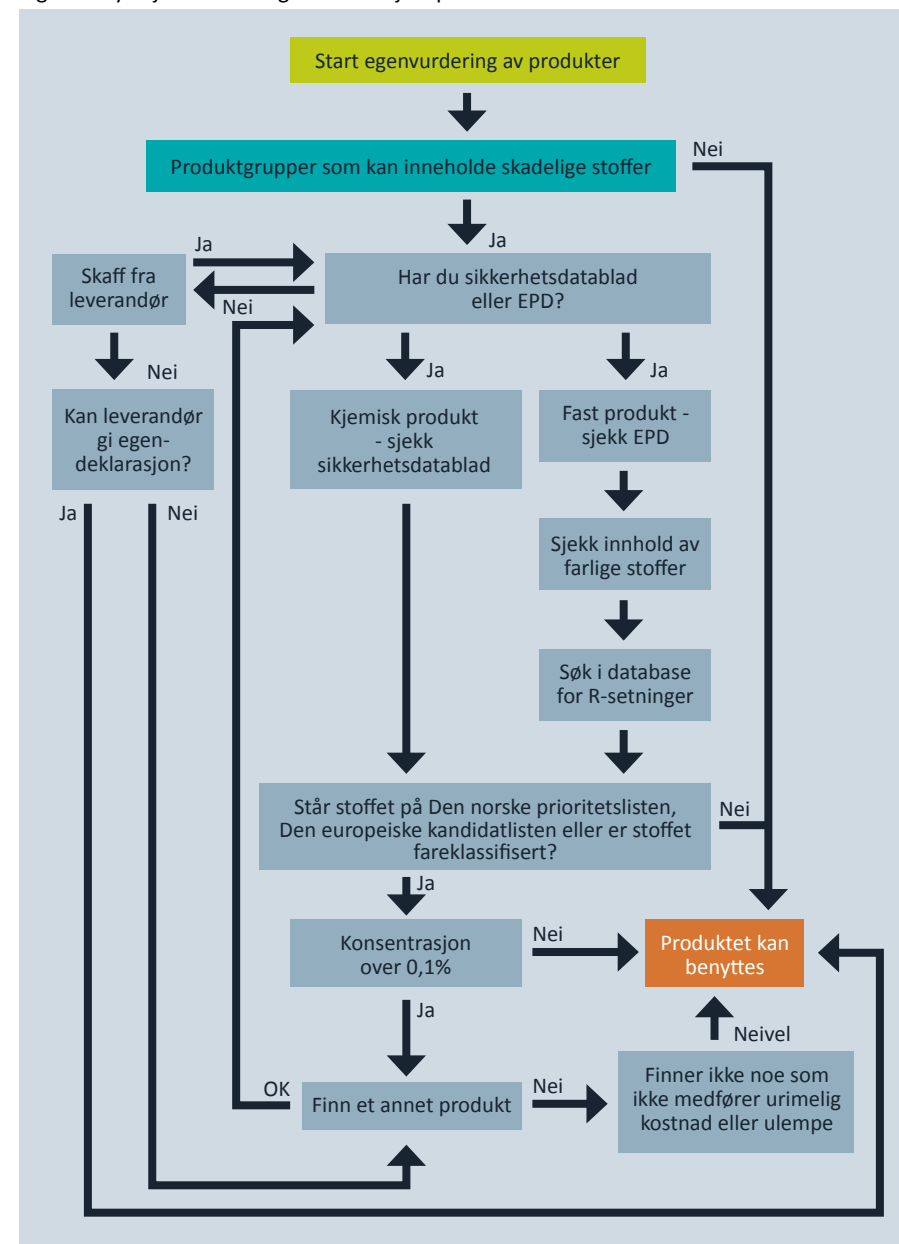 Start egenvurdering av produkter
Produktgrupper som kan inneholde skadelige stoffer
Nei
Ja
Ja
Skaff fra
leverandør
Har du sikkerhetsdatablad
eller EPD?
Nei
Nei
Ja
Ja
Kan leverandør
gi egen-
deklarasjon?
Kjemisk produkt
- sjekk
sikkerhetsdatablad
Fast produkt -
sjekk EPD
Ja
Nei
Sjekk innhold av
farlige stoffer
Søk i database
for R-setninger
Står stoffet på Den norske prioritetslisten,
Den europeiske kandidatlisten eller er stoffet
fareklassifisert?
Nei
Ja
Konsentrasjon
over 0,1%
Nei
Produktet kan
benyttes
Ja
Neivel
OK
Finn et annet produkt
Nei
Finner ikke noe som
ikke medfører urimelig
kostnad eller ulempe